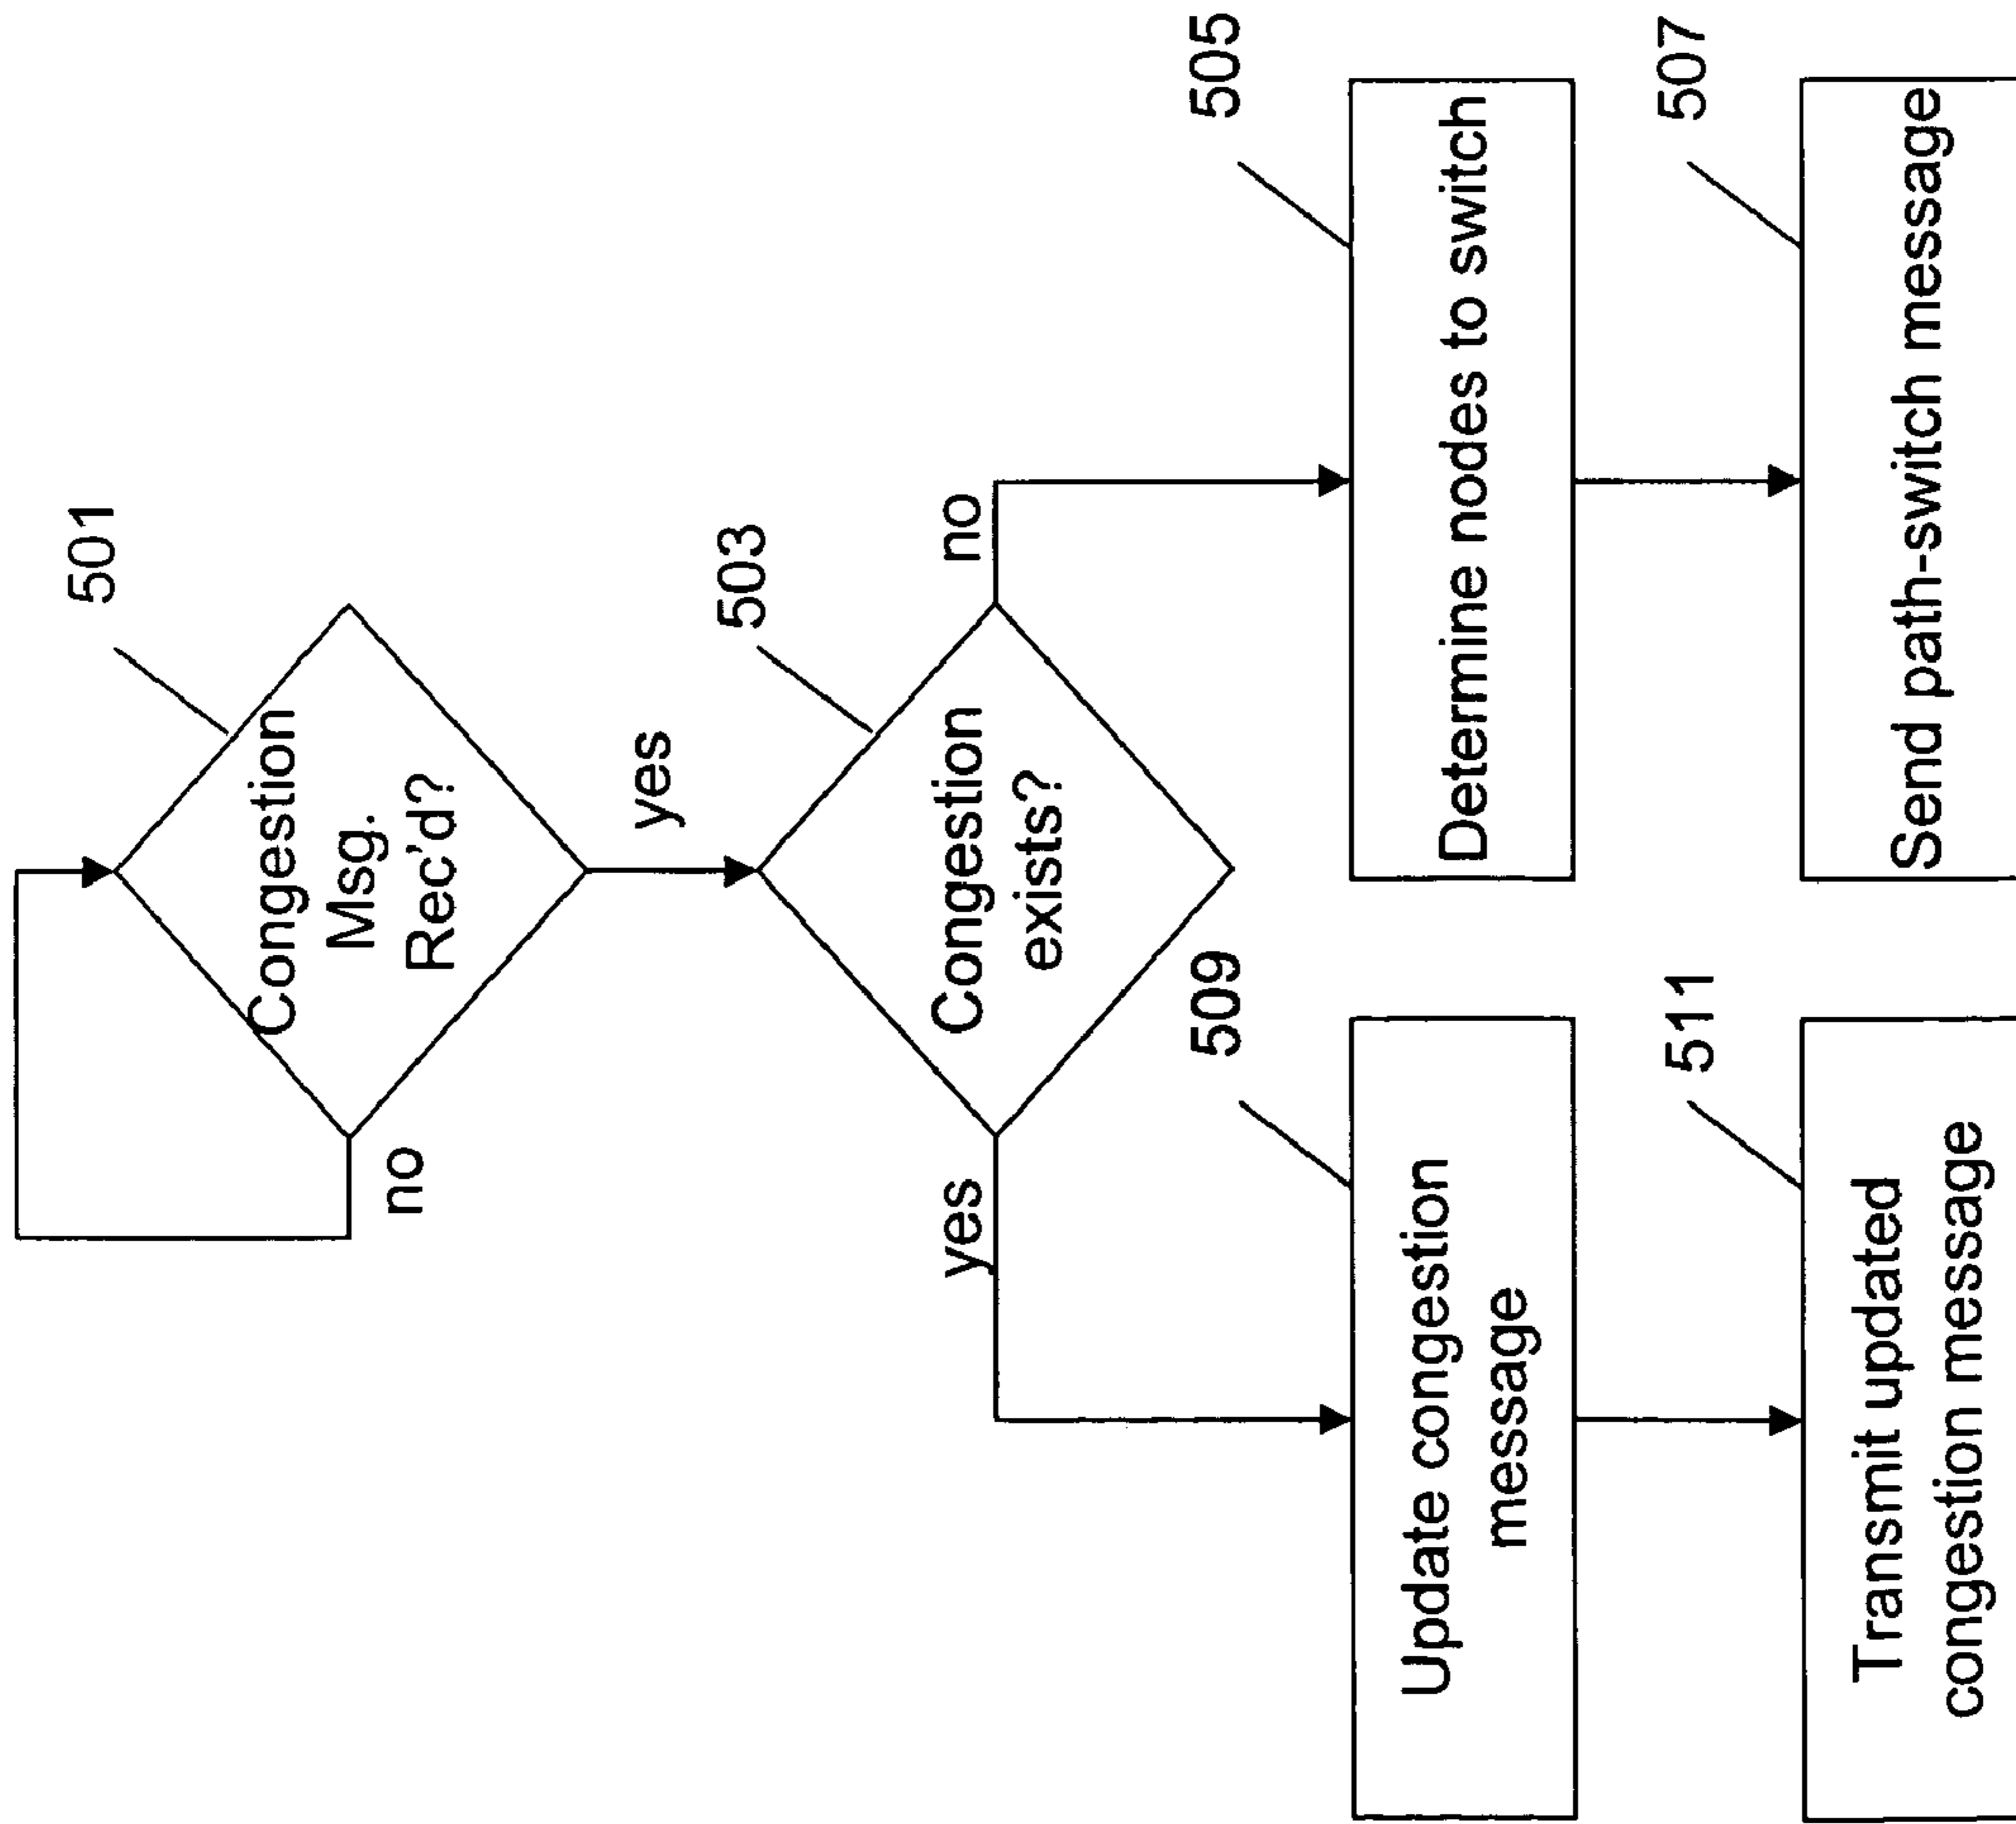 501
Congestion
Msg.
Rec'd?
no
yes
503
Congestion
exists?
yes
no
509
Update congestion
message
505
Determine nodes to switch
511
Transmit updated
congestion message
507
Send path-switch message